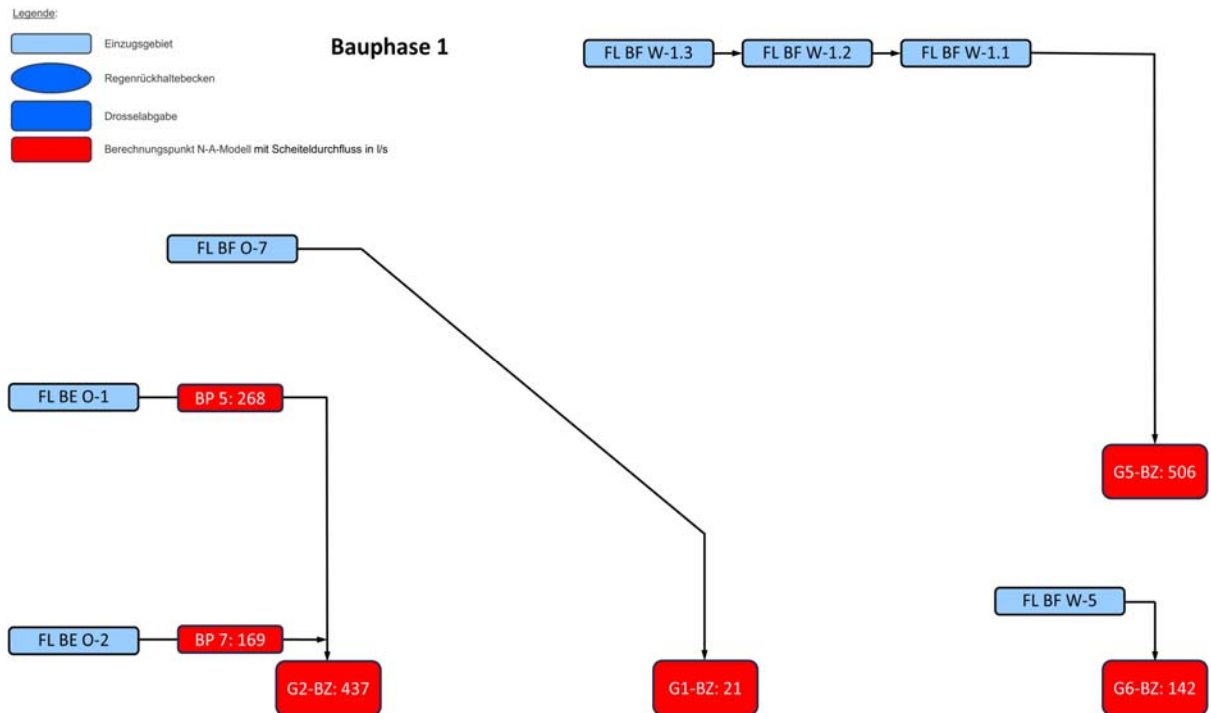 Legende:
Einzugsgebiet
Regenrückhaltebecken
Drosselabgabe
Berechnungspunkt N-A-Modell mit Scheiteldurchfluss in l/s
Bauphase 1
FL BF W-1.3
FL BF W-1.2
FL BF W-1.1
FL BF O-7
FL BE O-1
BP 5: 268
G5-BZ: 506
FL BF W-5
FL BE O-2
BP 7: 169
G2-BZ: 437
G1-BZ: 21
G6-BZ: 142